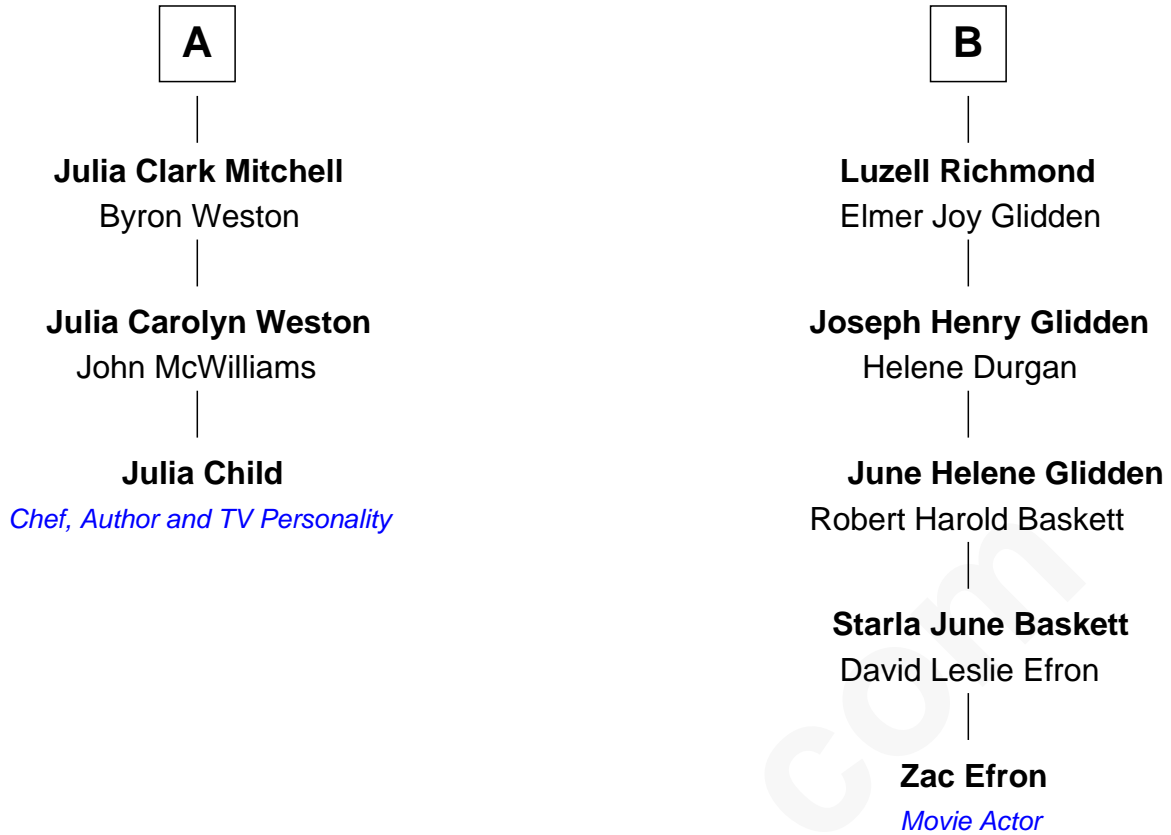 A
Julia Clark Mitchell
Byron Weston
Julia Carolyn Weston
John McWilliams
Julia Child
Chef, Author and TV Personality
B
Luzell Richmond
Elmer Joy Glidden
Joseph Henry Glidden
Helene Durgan
June Helene Glidden
Robert Harold Baskett
Starla June Baskett
David Leslie Efron
Zac Efron
Movie Actor
com